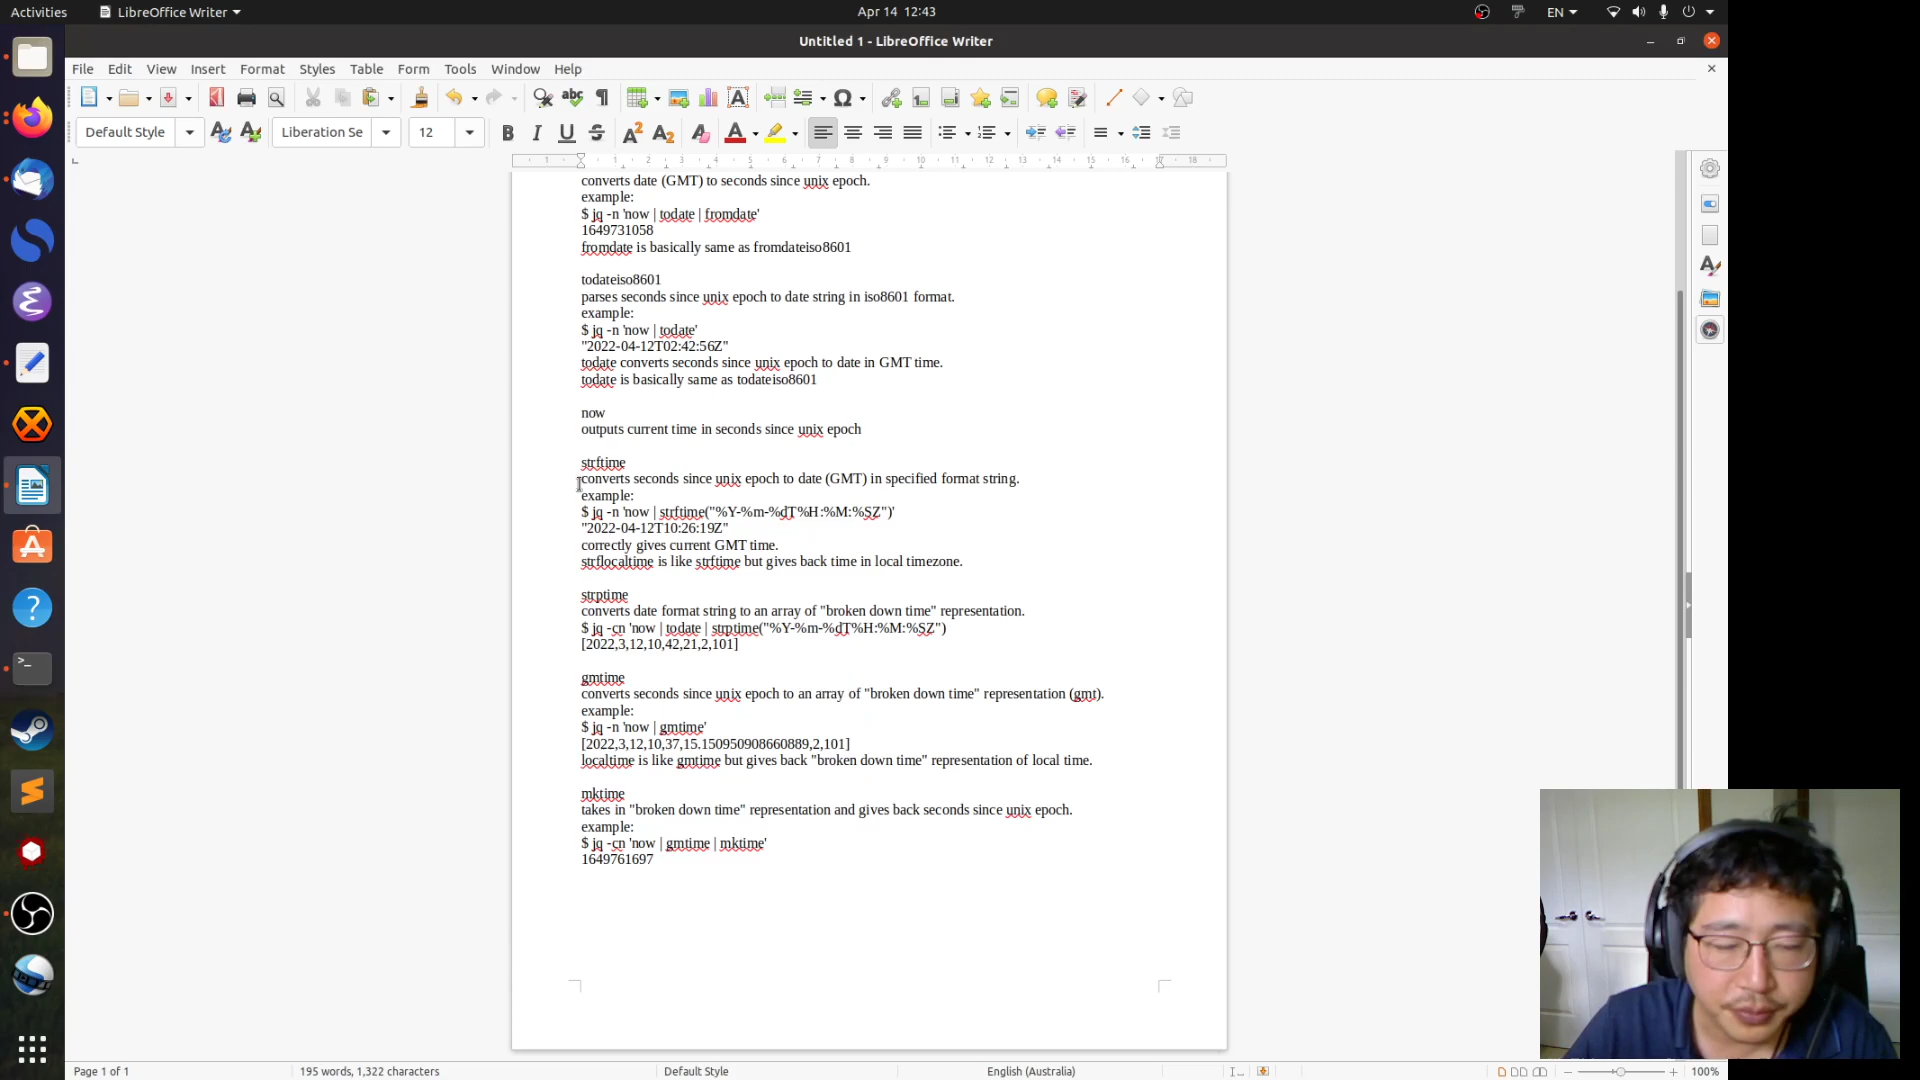 Activities
LibreOffice Writer
Apr 14 12:43
EN
Untitled 1 - LibreOffice Writer
File Edit View Insert Format Styles Table Form Tools Window Help
Default Style
Liberation Se
12
converts date (GMT) to seconds since unix epoch.
example:
$ jq -n 'now | todate | fromdate'
1649731058
fromdate is basically same as fromdateiso8601
todateiso8601
parses seconds since unix epoch to date string in iso8601 format.
example:
$ jq -n 'now | todate'
"2022-04-12T02:42:56Z"
todate converts seconds since unix epoch to date in GMT time.
todate is basically same as todateiso8601
now
outputs current time in seconds since unix epoch
strftime
converts seconds since unix epoch to date (GMT) in specified format string.
example:
$ jq -n 'now | strftime("%Y-%m-%dT%H:%M:%SZ")'
"2022-04-12T10:26:19Z"
correctly gives current GMT time.
strflocaltime is like strftime but gives back time in local timezone.
strptime
converts date format string to an array of "broken down time" representation.
$ jq -cn 'now | todate | strptime("%Y-%m-%dT%H:%M:%SZ")
[2022,3,12,10,42,21,2,101]
gmtime
converts seconds since unix epoch to an array of "broken down time" representation (gmt).
example:
$ jq -n 'now | gmtime'
[2022,3,12,10,37,15.150950908660889,2,101]
localtime is like gmtime but gives back "broken down time" representation of local time.
mktime
takes in "broken down time" representation and gives back seconds since unix epoch.
example:
$ jq -cn 'now | gmtime | mktime'
1649761697
Page 1 of 1
195 words, 1,322 characters
Default Style
English (Australia)
100%